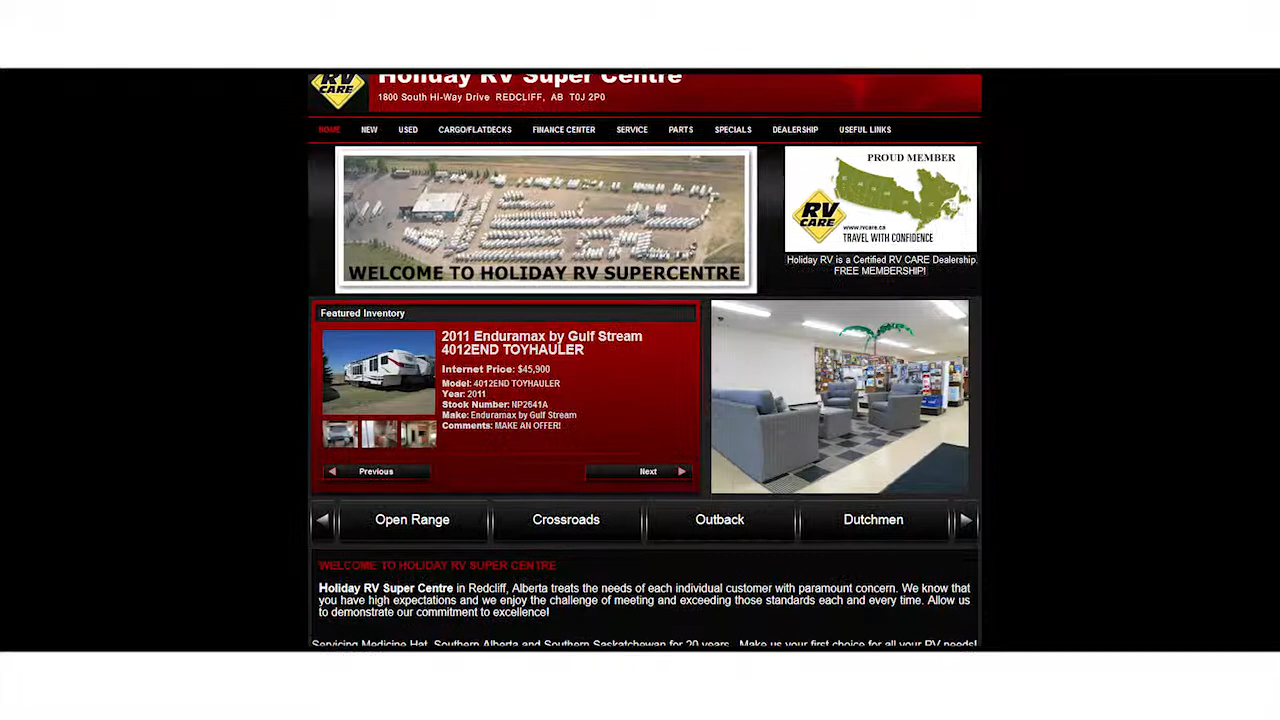 RV
CARE
Holiday RV Super Centre
1800 South Hi-Way Drive REDCLIFF, AB T0J 2P0
HOME NEW USED CARGO/FLATDECKS FINANCE CENTER SERVICE PARTS SPECIALS DEALERSHIP USEFUL LINKS
WELCOME TO HOLIDAY RV SUPERCENTRE
PROUD MEMBER
RV
CARE
www.rvcare.ca
TRAVEL WITH CONFIDENCE
Holiday RV is a Certified RV CARE Dealership.
FREE MEMBERSHIP!
Featured Inventory
2011 Enduramax by Gulf Stream
4012END TOYHAULER
Internet Price: $45,900
Model: 4012END TOYHAULER
Year: 2011
Stock Number: NP2641A
Make: Enduramax by Gulf Stream
Comments: MAKE AN OFFER!
Previous Next
Open Range Crossroads Outback Dutchmen
WELCOME TO HOLIDAY RV SUPER CENTRE
Holiday RV Super Centre in Redcliff, Alberta treats the needs of each individual customer with paramount concern. We know that
you have high expectations and we enjoy the challenge of meeting and exceeding those standards each and every time. Allow us
to demonstrate our commitment to excellence!
Servicing Medicine Hat, Southern Alberta and Southern Saskatchewan for 20 years. Make us your first choice for all your RV needs!